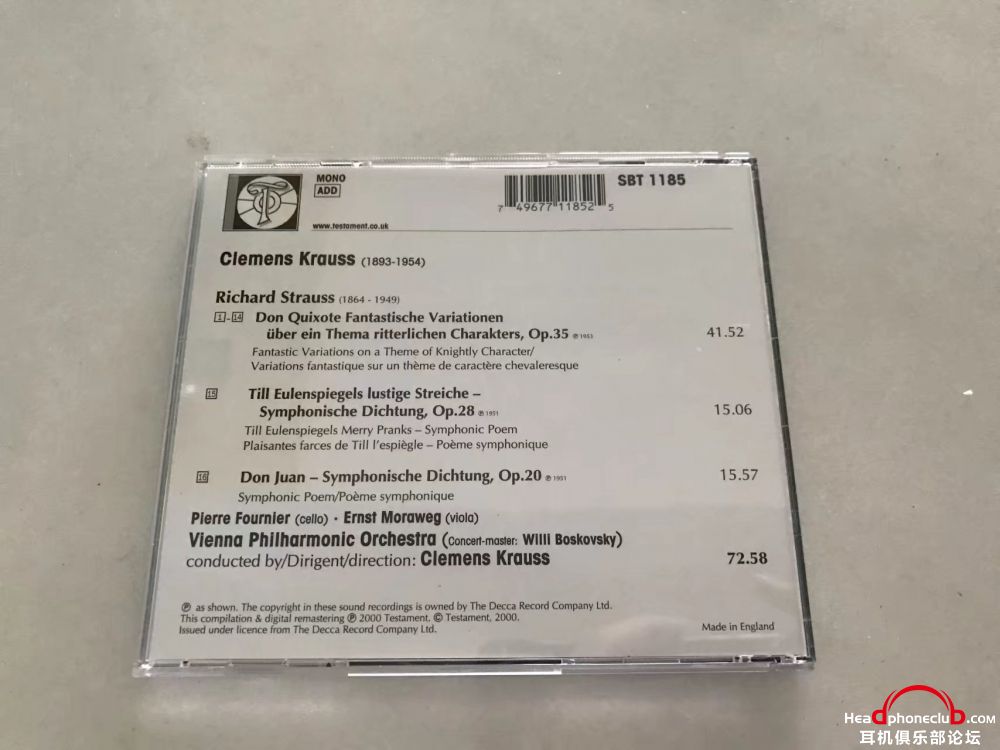 MONO
ADD
SBT 1185
7 49677 11852 5
www.testament.co.uk
Clemens Krauss (1893-1954)
Richard Strauss (1864 - 1949)
1 - 14 Don Quixote Fantastische Variationen
über ein Thema ritterlichen Charakters, Op.35 ℗ 1953 41.52
Fantastic Variations on a Theme of Knightly Character/
Variations fantastique sur un thème de caractère chevaleresque
15 Till Eulenspiegels lustige Streiche –
Symphonische Dichtung, Op.28 ℗ 1951 15.06
Till Eulenspiegels Merry Pranks – Symphonic Poem
Plaisantes farces de Till l'espiègle – Poème symphonique
16 Don Juan – Symphonische Dichtung, Op.20 ℗ 1951 15.57
Symphonic Poem/Poème symphonique
Pierre Fournier (cello) · Ernst Moraweg (viola)
Vienna Philharmonic Orchestra (Concert-master: Willi Boskovsky)
conducted by/Dirigent/direction: Clemens Krauss 72.58
℗ as shown. The copyright in these sound recordings is owned by The Decca Record Company Ltd.
This compilation & digital remastering ℗ 2000 Testament. © Testament, 2000.
Issued under licence from The Decca Record Company Ltd.
Made in England
Headphoneclub.com
耳机俱乐部论坛